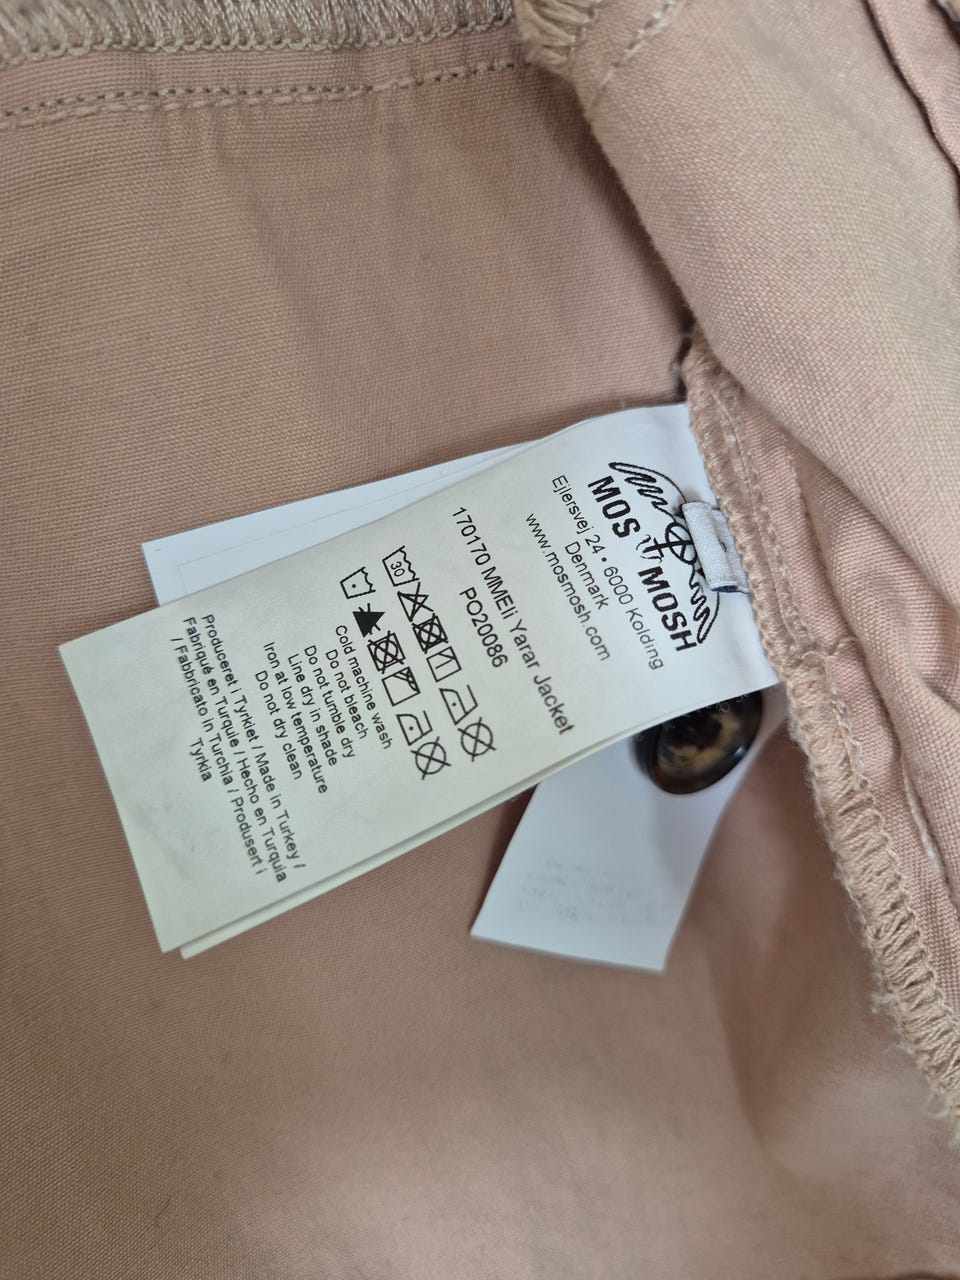 MOS MOSH
Ejlersvej 24 • 6000 Kolding
Denmark
www.mosmosh.com
170170 MMEli Yarar Jacket
PO20086
30
Cold machine wash
Do not bleach
Do not tumble dry
Line dry in shade
Iron at low temperature
Do not dry clean
Produceret i Tyrkiet / Made in Turkey /
Fabriqué en Turquie / Hecho en Turquia
/ Fabbricato in Turchia / Produsert i
Tyrkia